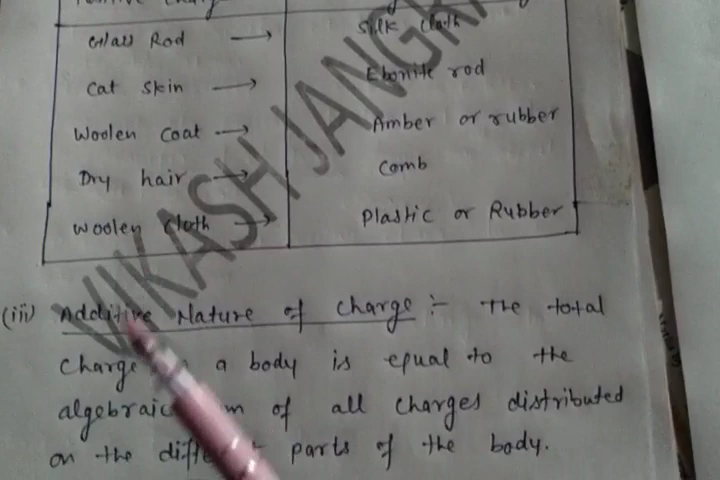 Glass Rod → Silk Cloth
Cat Skin → Ebonite rod
Woolen Coat → Amber or rubber
Dry hair → Comb
Woolen Cloth → Plastic or Rubber
VIKASH JANGR
(iii) Additive Nature of Charge :- The total
Charge a body is equal to the
algebraic of all charges distributed
on the parts of the body.